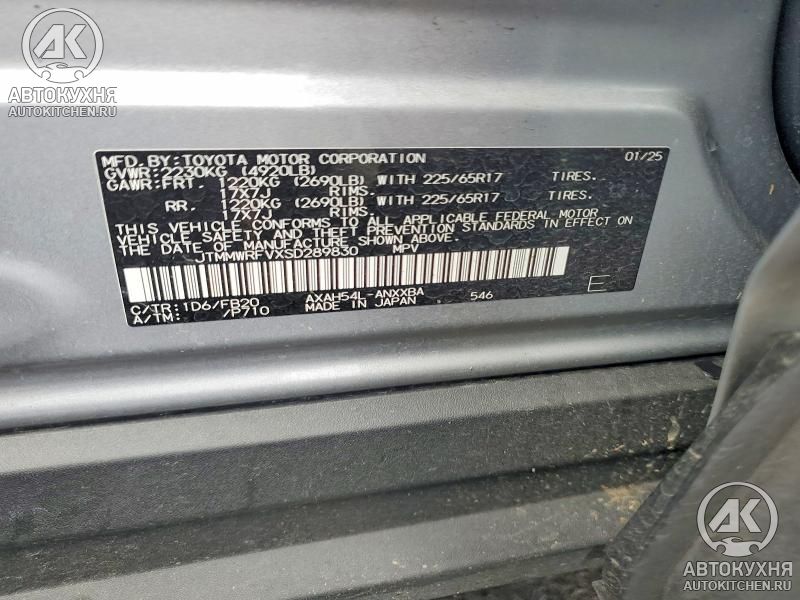 AK
АВТОКУХНЯ
AUTOKITCHEN.RU
MFD. BY: TOYOTA MOTOR CORPORATION 01/25
GVWR: 2230KG (4920LB)
GAWR: FRT. 1220KG (2690LB) WITH 225/65R17 TIRES.
17X7J RIMS.
RR. 1220KG (2690LB) WITH 225/65R17 TIRES.
17X7J RIMS.
THIS VEHICLE CONFORMS TO ALL APPLICABLE FEDERAL MOTOR
VEHICLE SAFETY AND THEFT PREVENTION STANDARDS IN EFFECT ON
THE DATE OF MANUFACTURE SHOWN ABOVE.
JTMMWRFVXSD289830 MPV
C/TR: 1D6/FB20 AXAH54L-ANXXBA 546 E
A/TM: /P710 MADE IN JAPAN
AK
АВТОКУХНЯ
AUTOKITCHEN.RU